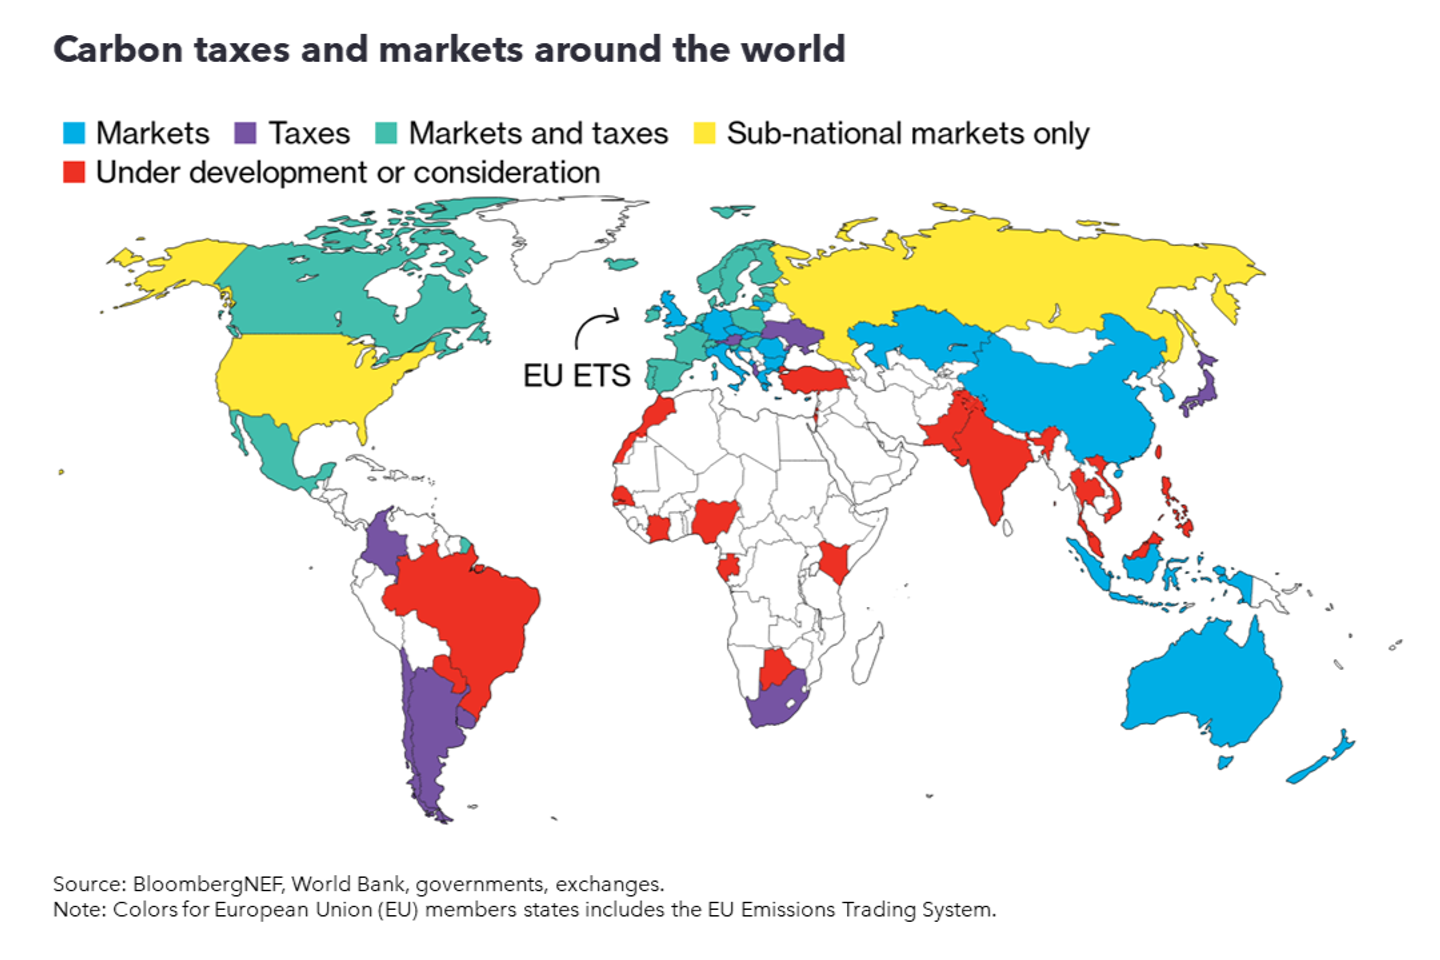 Carbon taxes and markets around the world
Markets Taxes Markets and taxes Sub-national markets only
Under development or consideration
EU ETS
Source: BloombergNEF, World Bank, governments, exchanges.
Note: Colors for European Union (EU) members states includes the EU Emissions Trading System.